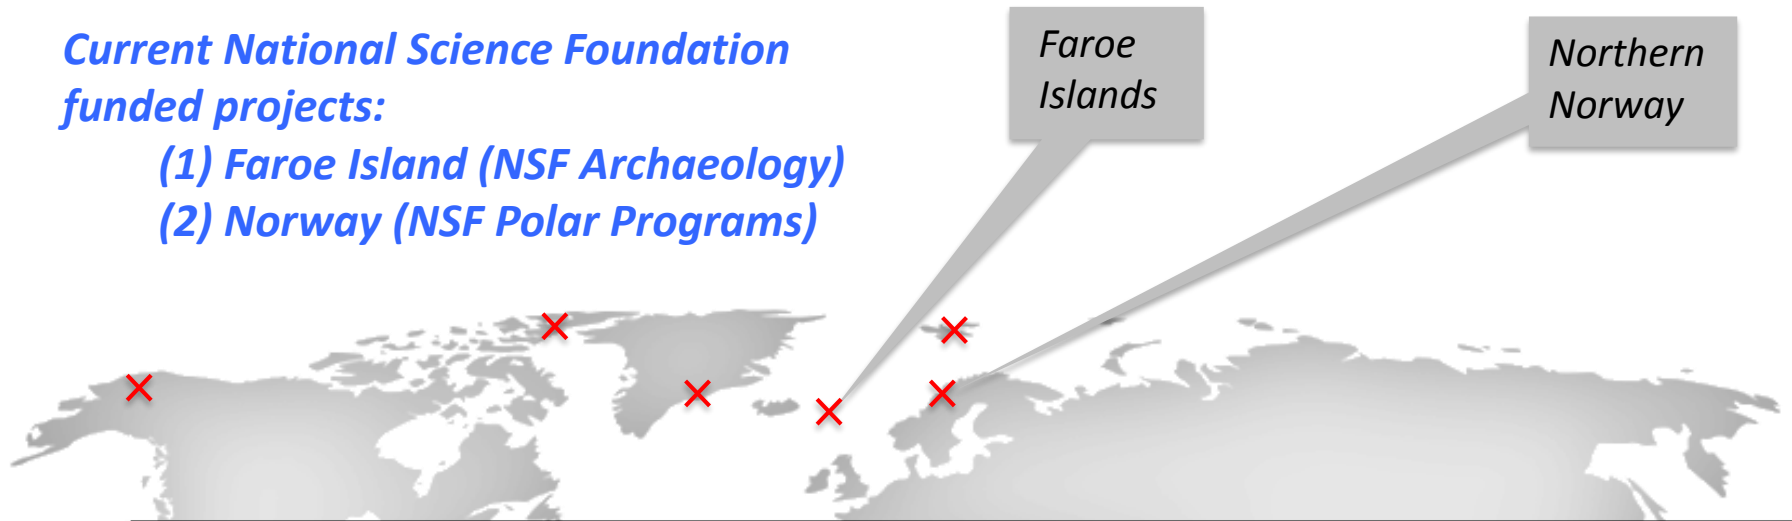 Current National Science Foundation
funded projects:
(1) Faroe Island (NSF Archaeology)
(2) Norway (NSF Polar Programs)
Faroe
Islands
Northern
Norway